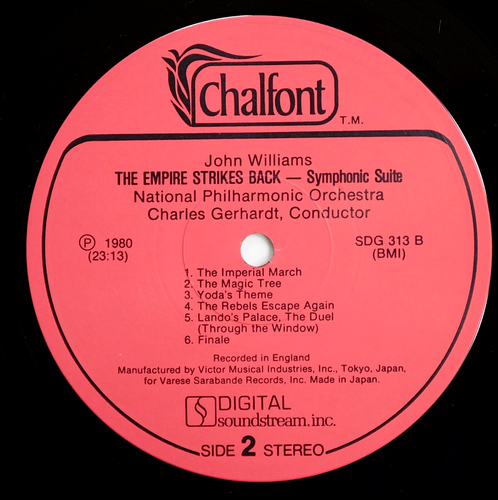 Chalfont
T.M.
John Williams
THE EMPIRE STRIKES BACK — Symphonic Suite
National Philharmonic Orchestra
Charles Gerhardt, Conductor
Ⓟ 1980
(23:13)
SDG 313 B
(BMI)
1. The Imperial March
2. The Magic Tree
3. Yoda's Theme
4. The Rebels Escape Again
5. Lando's Palace, The Duel
(Through the Window)
6. Finale
Recorded in England
Manufactured by Victor Musical Industries, Inc., Tokyo, Japan,
for Varese Sarabande Records, Inc. Made in Japan.
DIGITAL
soundstream.inc.
SIDE 2 STEREO